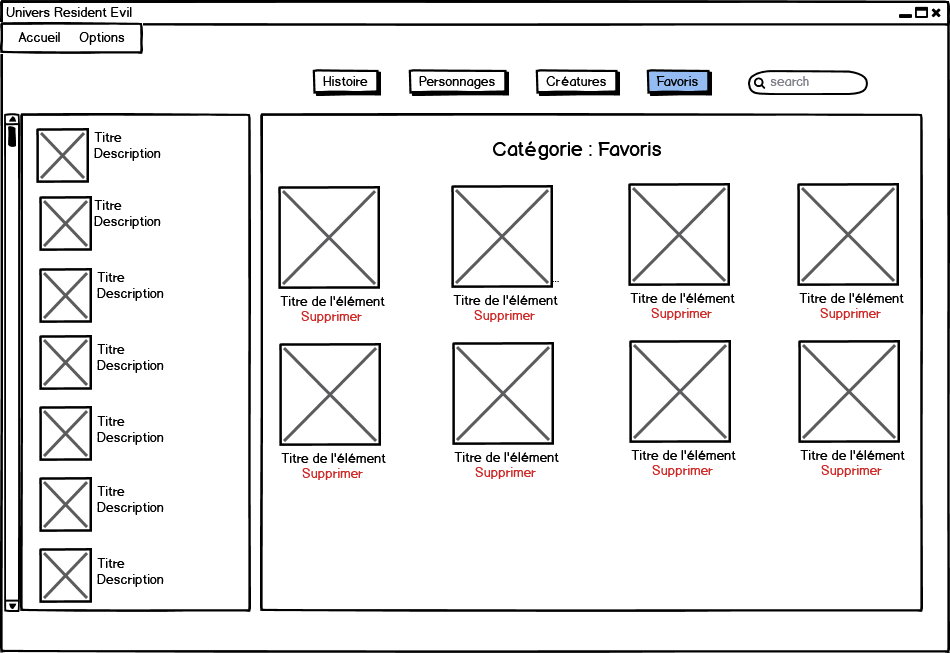 Univers Resident Evil
Accueil Options
Histoire Personnages Créatures Favoris search
Titre
Description
Titre
Description
Titre
Description
Titre
Description
Titre
Description
Titre
Description
Titre
Description
Catégorie : Favoris
...
Titre de l'élément Titre de l'élément Titre de l'élément Titre de l'élément
Supprimer Supprimer Supprimer Supprimer
Titre de l'élément Titre de l'élément Titre de l'élément Titre de l'élément
Supprimer Supprimer Supprimer Supprimer